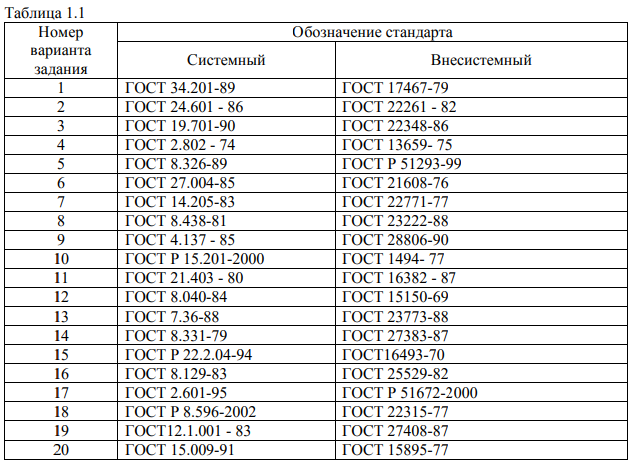 Таблица 1.1
Номер варианта задания Обозначение стандарта
Системный Внесистемный
1 ГОСТ 34.201-89 ГОСТ 17467-79
2 ГОСТ 24.601 - 86 ГОСТ 22261 - 82
3 ГОСТ 19.701-90 ГОСТ 22348-86
4 ГОСТ 2.802 - 74 ГОСТ 13659- 75
5 ГОСТ 8.326-89 ГОСТ Р 51293-99
6 ГОСТ 27.004-85 ГОСТ 21608-76
7 ГОСТ 14.205-83 ГОСТ 22771-77
8 ГОСТ 8.438-81 ГОСТ 23222-88
9 ГОСТ 4.137 - 85 ГОСТ 28806-90
10 ГОСТ Р 15.201-2000 ГОСТ 1494- 77
11 ГОСТ 21.403 - 80 ГОСТ 16382 - 87
12 ГОСТ 8.040-84 ГОСТ 15150-69
13 ГОСТ 7.36-88 ГОСТ 23773-88
14 ГОСТ 8.331-79 ГОСТ 27383-87
15 ГОСТ Р 22.2.04-94 ГОСТ16493-70
16 ГОСТ 8.129-83 ГОСТ 25529-82
17 ГОСТ 2.601-95 ГОСТ Р 51672-2000
18 ГОСТ Р 8.596-2002 ГОСТ 22315-77
19 ГОСТ12.1.001 - 83 ГОСТ 27408-87
20 ГОСТ 15.009-91 ГОСТ 15895-77